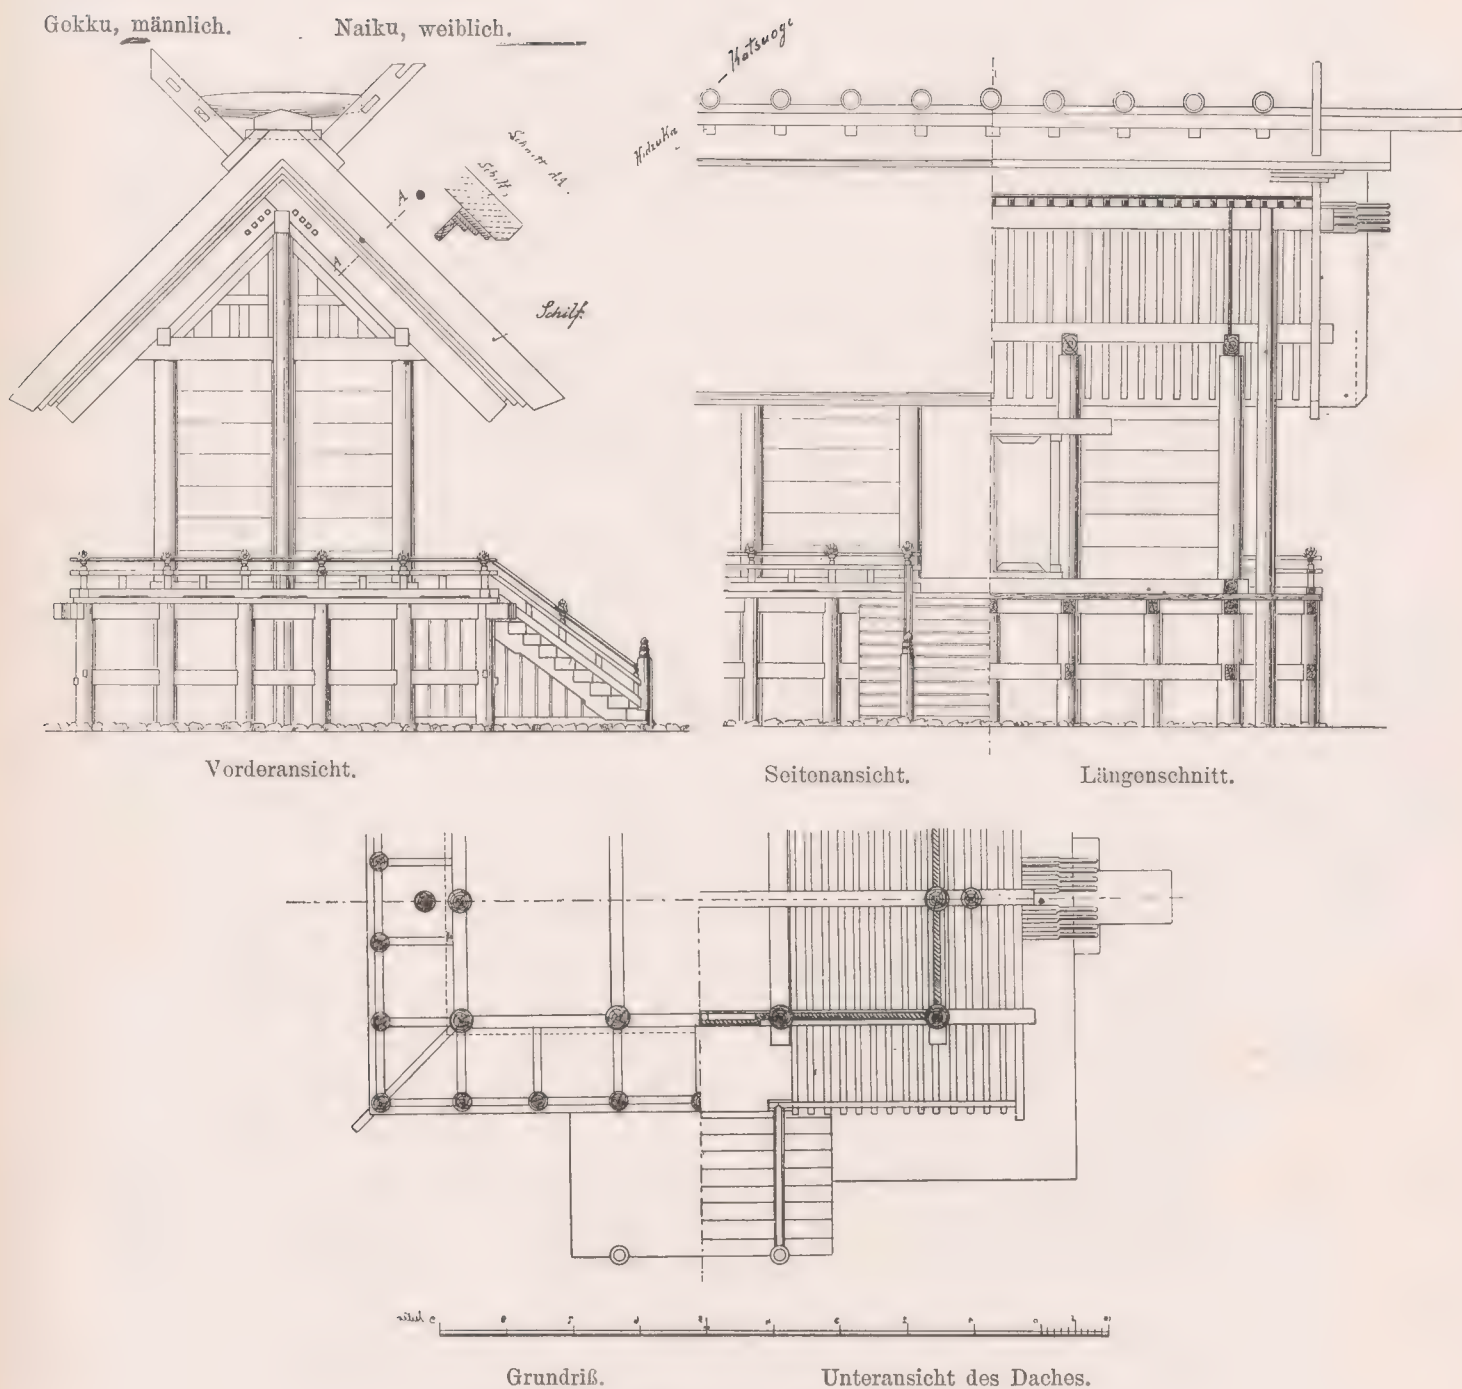 Gokku, männlich.
Naiku, weiblich.
Katsuogi
Schnitt AA.
Schilf,
A
A
Schilf.
Vorderansicht.
Seitenansicht.
Längenschnitt.
Grundriß.
Unteransicht des Daches.